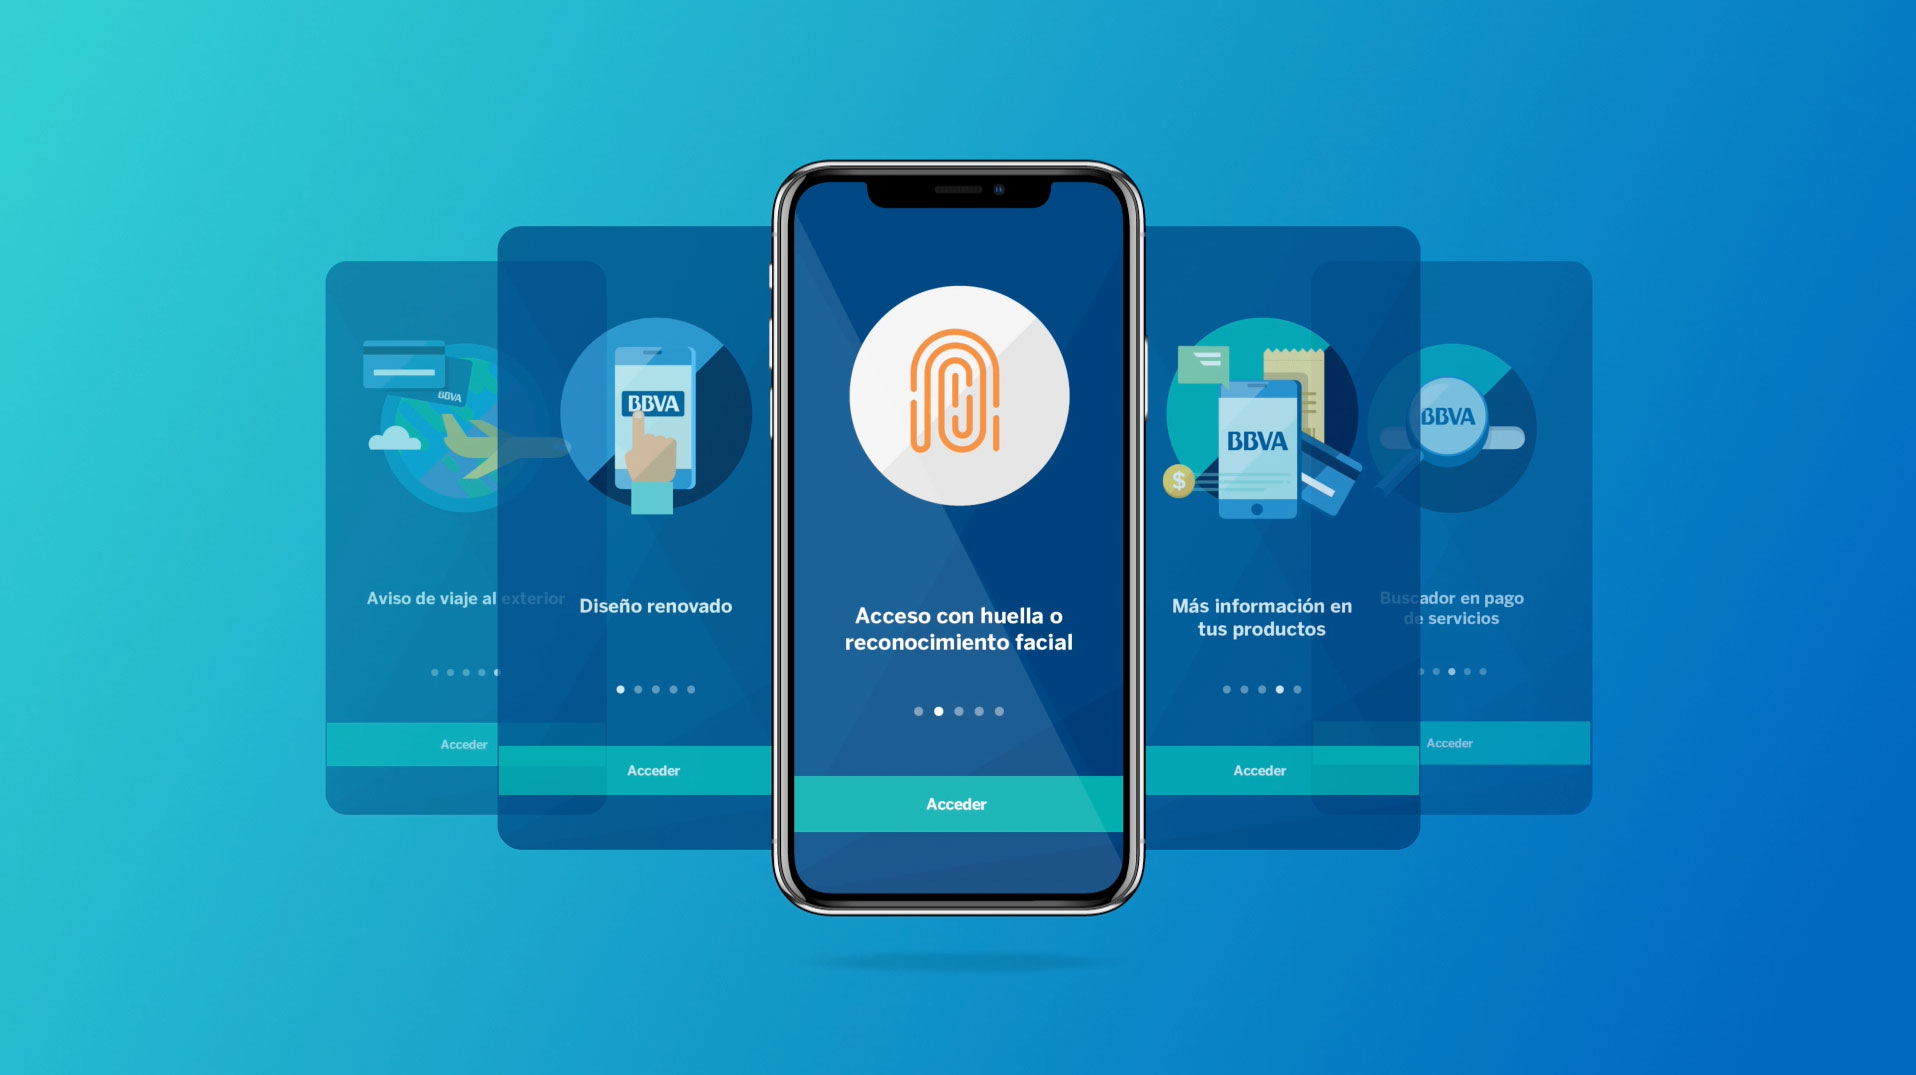 BBVA
Aviso de viaje al exterior
Acceder
BBVA
Diseño renovado
Acceder
Acceso con huella o
reconocimiento facial
Acceder
BBVA
$
Más información en
tus productos
Acceder
BBVA
Buscador en pago
de servicios
Acceder